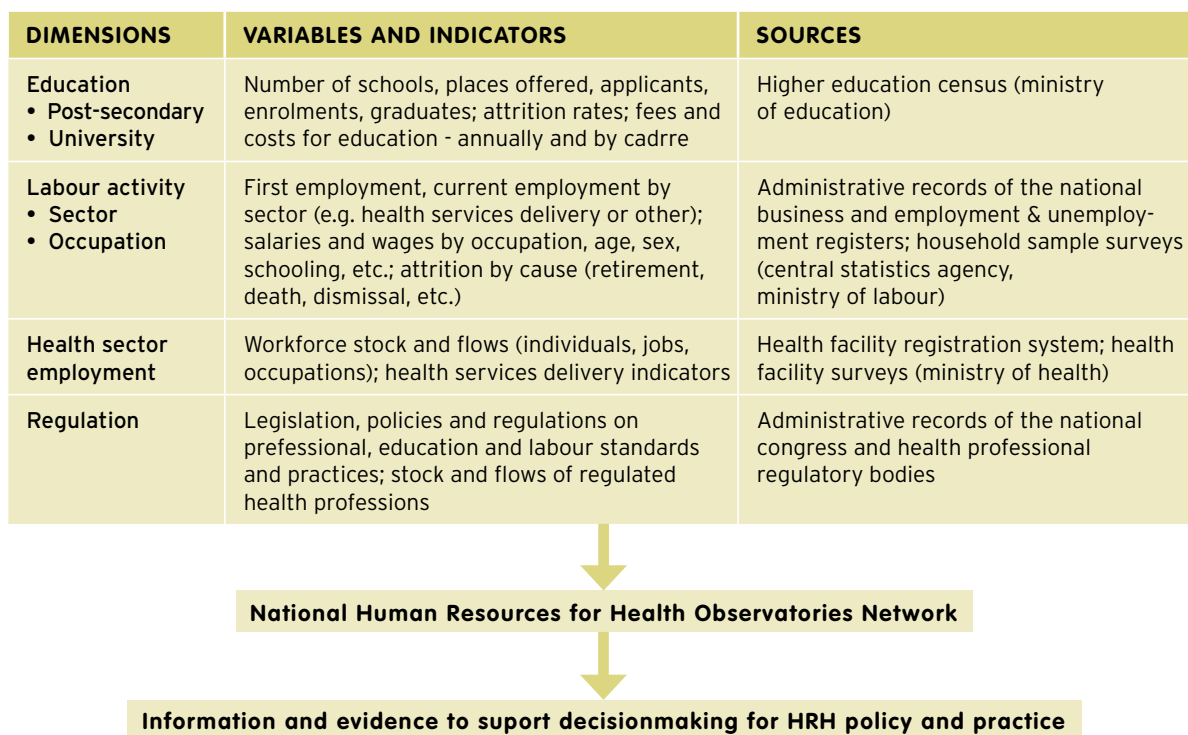 DIMENSIONS
VARIABLES AND INDICATORS
SOURCES
Education
• Post-secondary
• University
Number of schools, places offered, applicants,
enrolments, graduates; attrition rates; fees and
costs for education - annually and by cadrre
Higher education census (ministry
of education)
Labour activity
• Sector
• Occupation
First employment, current employment by
sector (e.g. health services delivery or other);
salaries and wages by occupation, age, sex,
schooling, etc.; attrition by cause (retirement,
death, dismissal, etc.)
Administrative records of the national
business and employment & unemploy-
ment registers; household sample surveys
(central statistics agency,
ministry of labour)
Health sector
employment
Workforce stock and flows (individuals, jobs,
occupations); health services delivery indicators
Health facility registration system; health
facility surveys (ministry of health)
Regulation
Legislation, policies and regulations on
prefessional, education and labour standards
and practices; stock and flows of regulated
health professions
Administrative records of the national
congress and health professional
regulatory bodies
National Human Resources for Health Observatories Network
Information and evidence to suport decisionmaking for HRH policy and practice